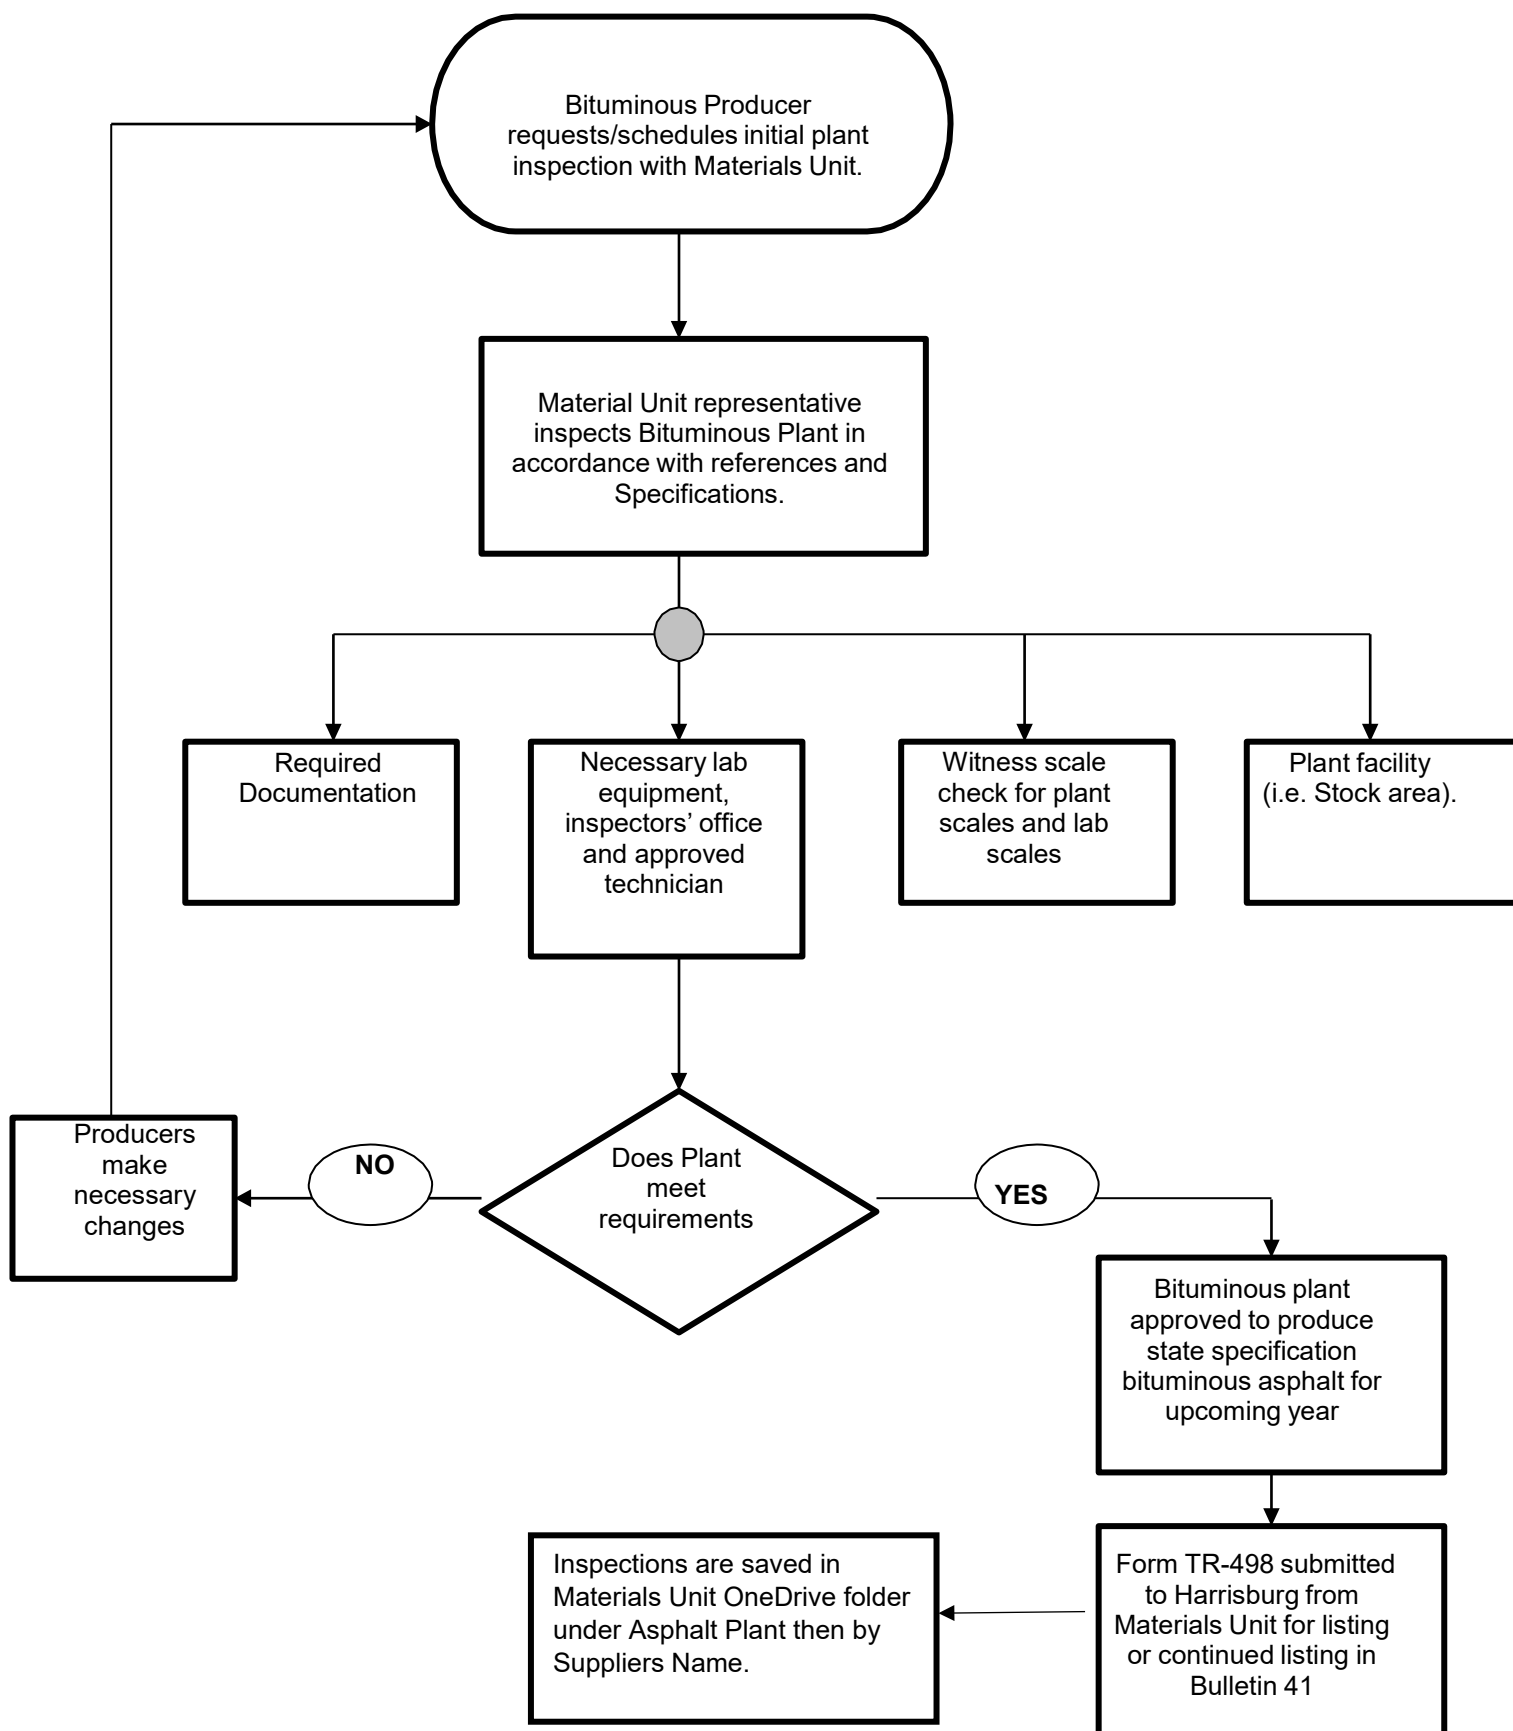 Bituminous Producer
requests/schedules initial plant
inspection with Materials Unit.
Material Unit representative
inspects Bituminous Plant in
accordance with references and
Specifications.
Required
Documentation
Necessary lab
equipment,
inspectors’ office
and approved
technician
Witness scale
check for plant
scales and lab
scales
Plant facility
(i.e. Stock area).
Producers
make
necessary
changes
NO
Does Plant
meet
requirements
YES
Bituminous plant
approved to produce
state specification
bituminous asphalt for
upcoming year
Form TR-498 submitted
to Harrisburg from
Materials Unit for listing
or continued listing in
Bulletin 41
Inspections are saved in
Materials Unit OneDrive folder
under Asphalt Plant then by
Suppliers Name.